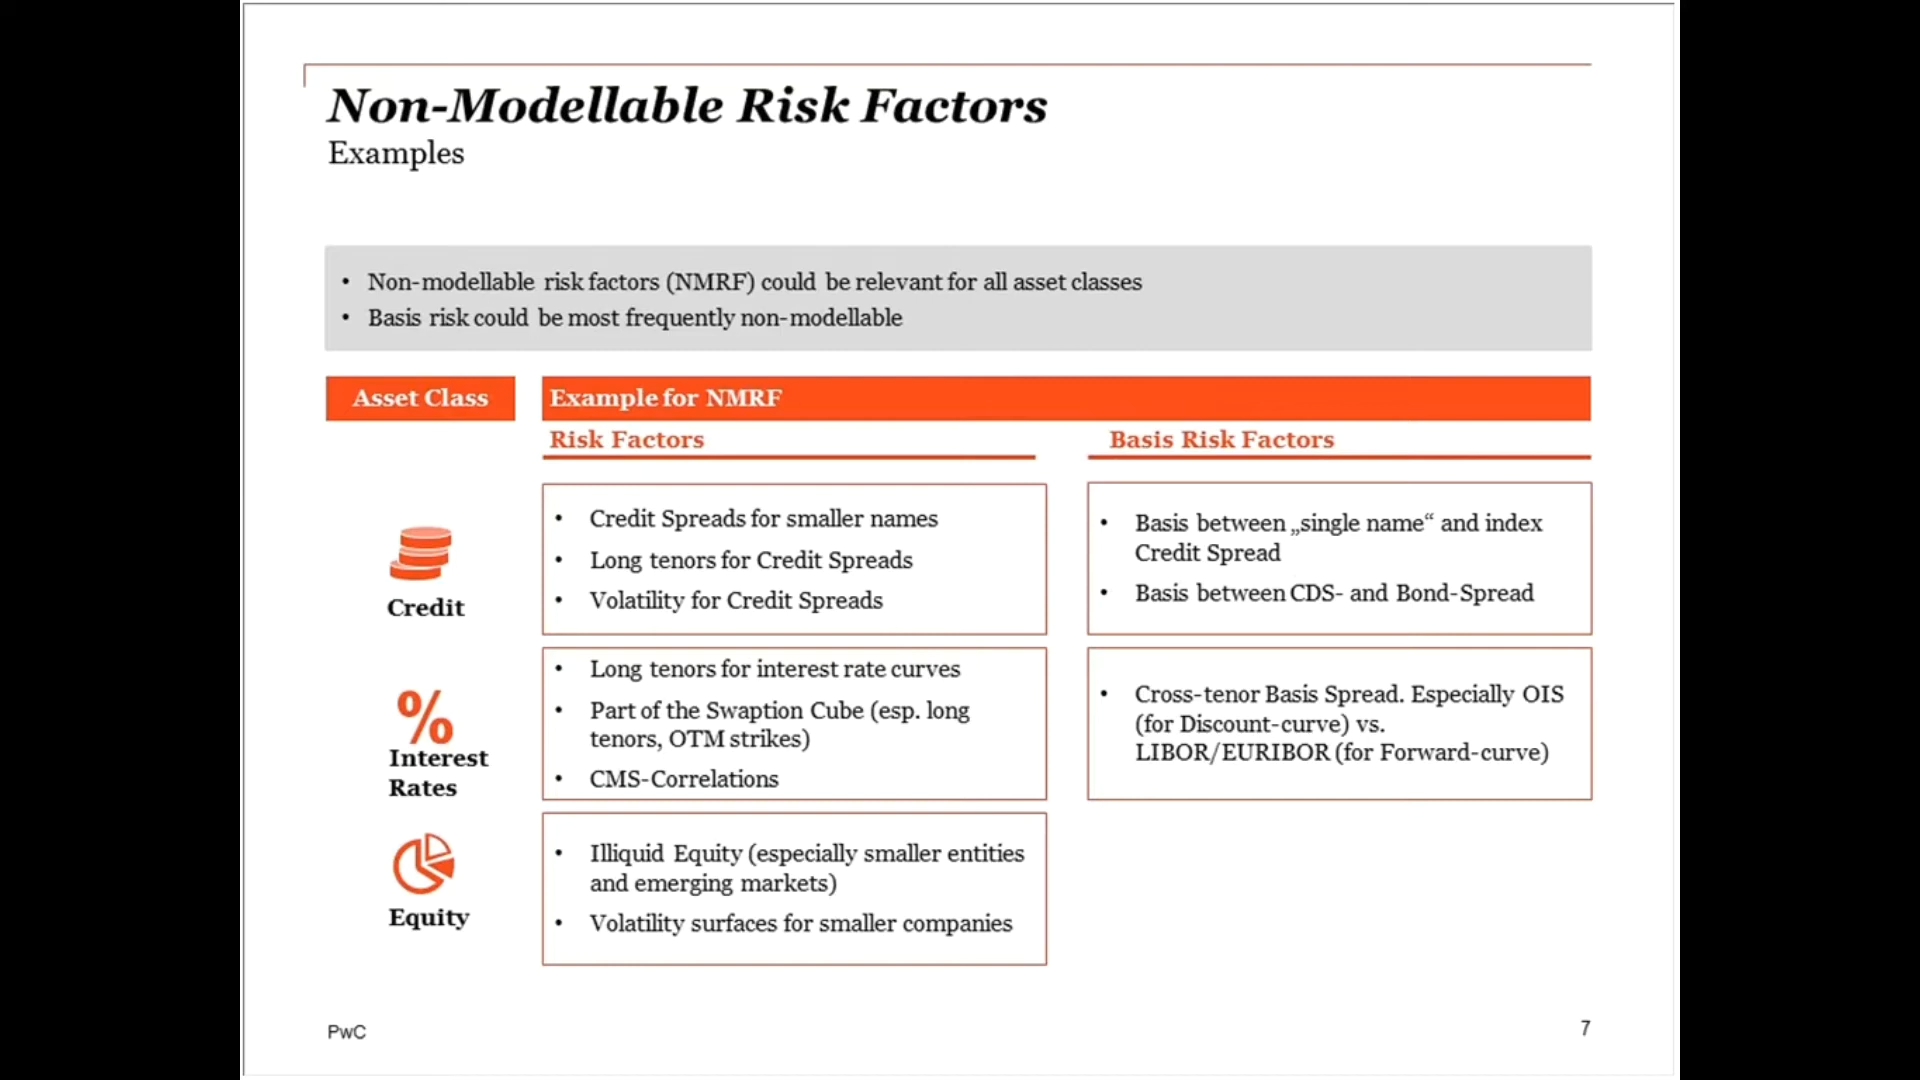 Non-Modellable Risk Factors
Examples
• Non-modellable risk factors (NMRF) could be relevant for all asset classes
• Basis risk could be most frequently non-modellable
Asset Class
Example for NMRF
Risk Factors
Basis Risk Factors
Credit
• Credit Spreads for smaller names
• Long tenors for Credit Spreads
• Volatility for Credit Spreads
• Basis between „single name“ and index
Credit Spread
• Basis between CDS- and Bond-Spread
%
Interest
Rates
• Long tenors for interest rate curves
• Part of the Swaption Cube (esp. long
tenors, OTM strikes)
• CMS-Correlations
• Cross-tenor Basis Spread. Especially OIS
(for Discount-curve) vs.
LIBOR/EURIBOR (for Forward-curve)
Equity
• Illiquid Equity (especially smaller entities
and emerging markets)
• Volatility surfaces for smaller companies
PwC
7